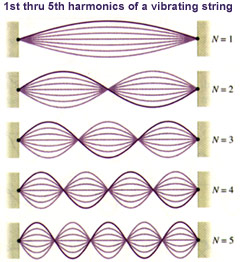 1st thru 5th harmonics of a vibrating string
N = 1
N = 2
N = 3
N = 4
N = 5